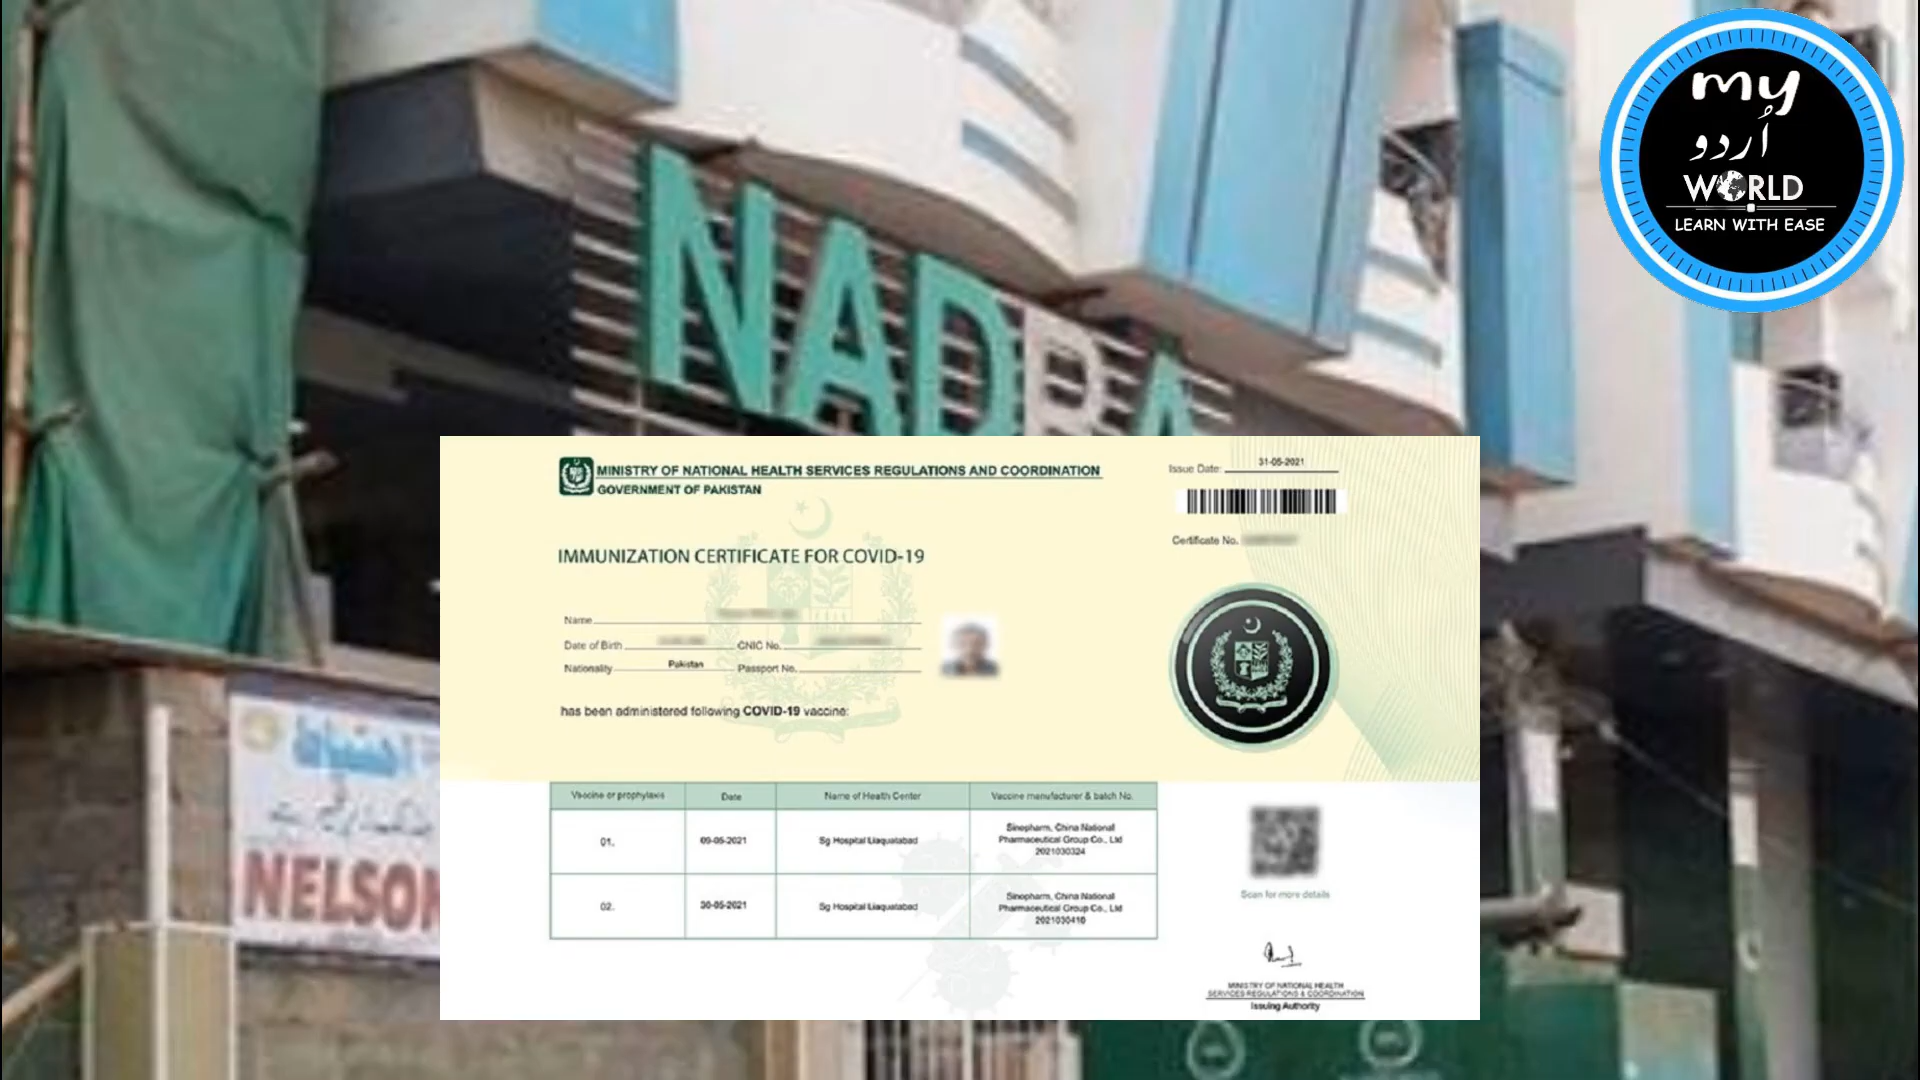 my
اُردو
WORLD
LEARN WITH EASE
NADRA
NELSON
MINISTRY OF NATIONAL HEALTH SERVICES REGULATIONS AND COORDINATION
GOVERNMENT OF PAKISTAN
Issue Date: 31-05-2021
Certificate No.
IMMUNIZATION CERTIFICATE FOR COVID-19
Name
Date of Birth CNIC No.
Nationality Pakistan Passport No.
has been administered following COVID-19 vaccine:
Vaccine or prophylaxis Date Name of Health Center Vaccine manufacturer & batch No.
01. 09-05-2021 Sg Hospital Liaquatabad Sinopharm, China National
Pharmaceutical Group Co., Ltd
2021030324
02. 30-05-2021 Sg Hospital Liaquatabad Sinopharm, China National
Pharmaceutical Group Co., Ltd
2021030410
Scan for more details
MINISTRY OF NATIONAL HEALTH
SERVICES REGULATIONS & COORDINATION
Issuing Authority